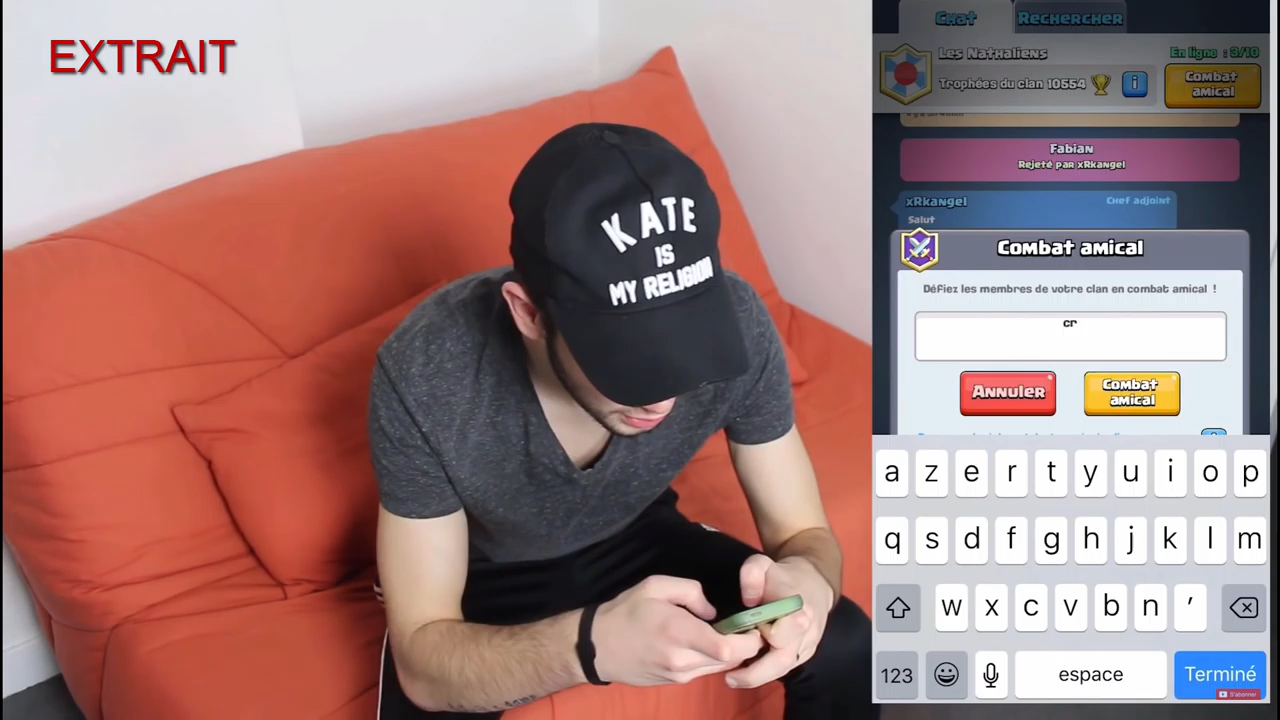 EXTRAIT
KATE
IS
MY RELIGION
Chat
Rechercher
Les Nathaliens
En ligne : 3/10
Trophées du clan 10554
i
Combat
amical
Fabian
Rejeté par xRkangel
xRkangel
Chef adjoint
Salut
Combat amical
Défiez les membres de votre clan en combat amical !
cr
Annuler
Combat
amical
a z e r t y u i o p
q s d f g h j k l m
w x c v b n ’
123
espace
Terminé
S'abonner